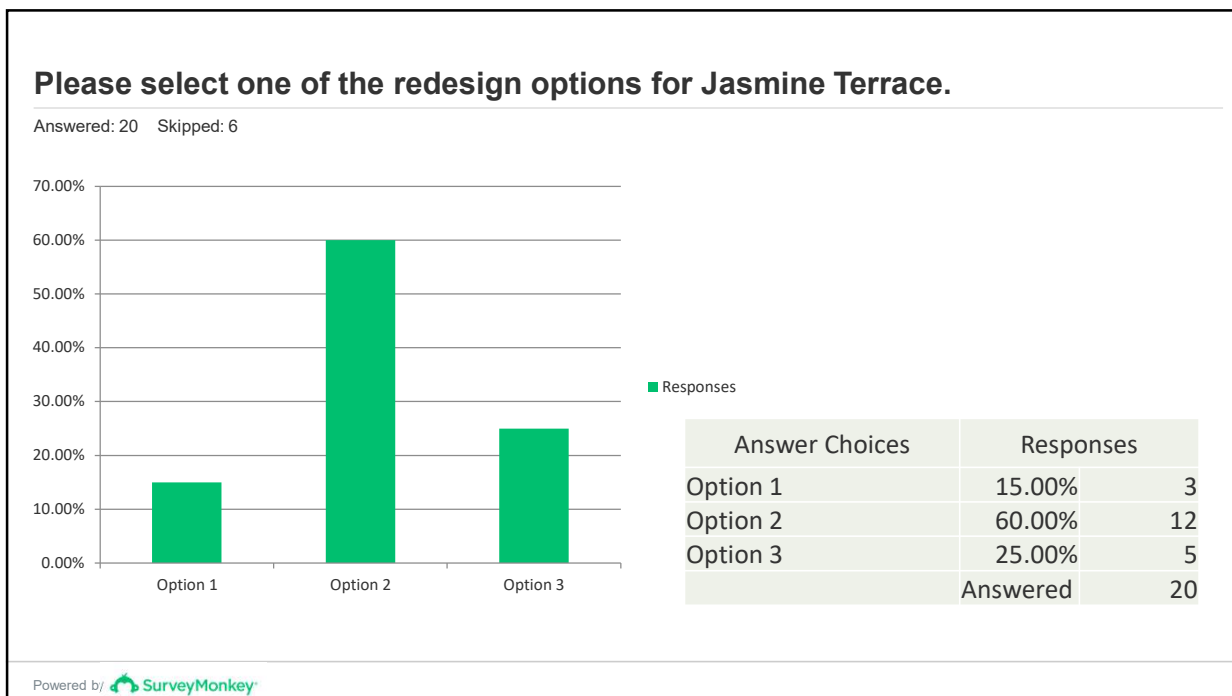 Please select one of the redesign options for Jasmine Terrace.
Answered: 20 Skipped: 6
70.00%
60.00%
50.00%
40.00%
30.00%
20.00%
10.00%
0.00%
Option 1 Option 2 Option 3
Responses
Answer Choices Responses
Option 1 15.00% 3
Option 2 60.00% 12
Option 3 25.00% 5
Answered 20
Powered by SurveyMonkey